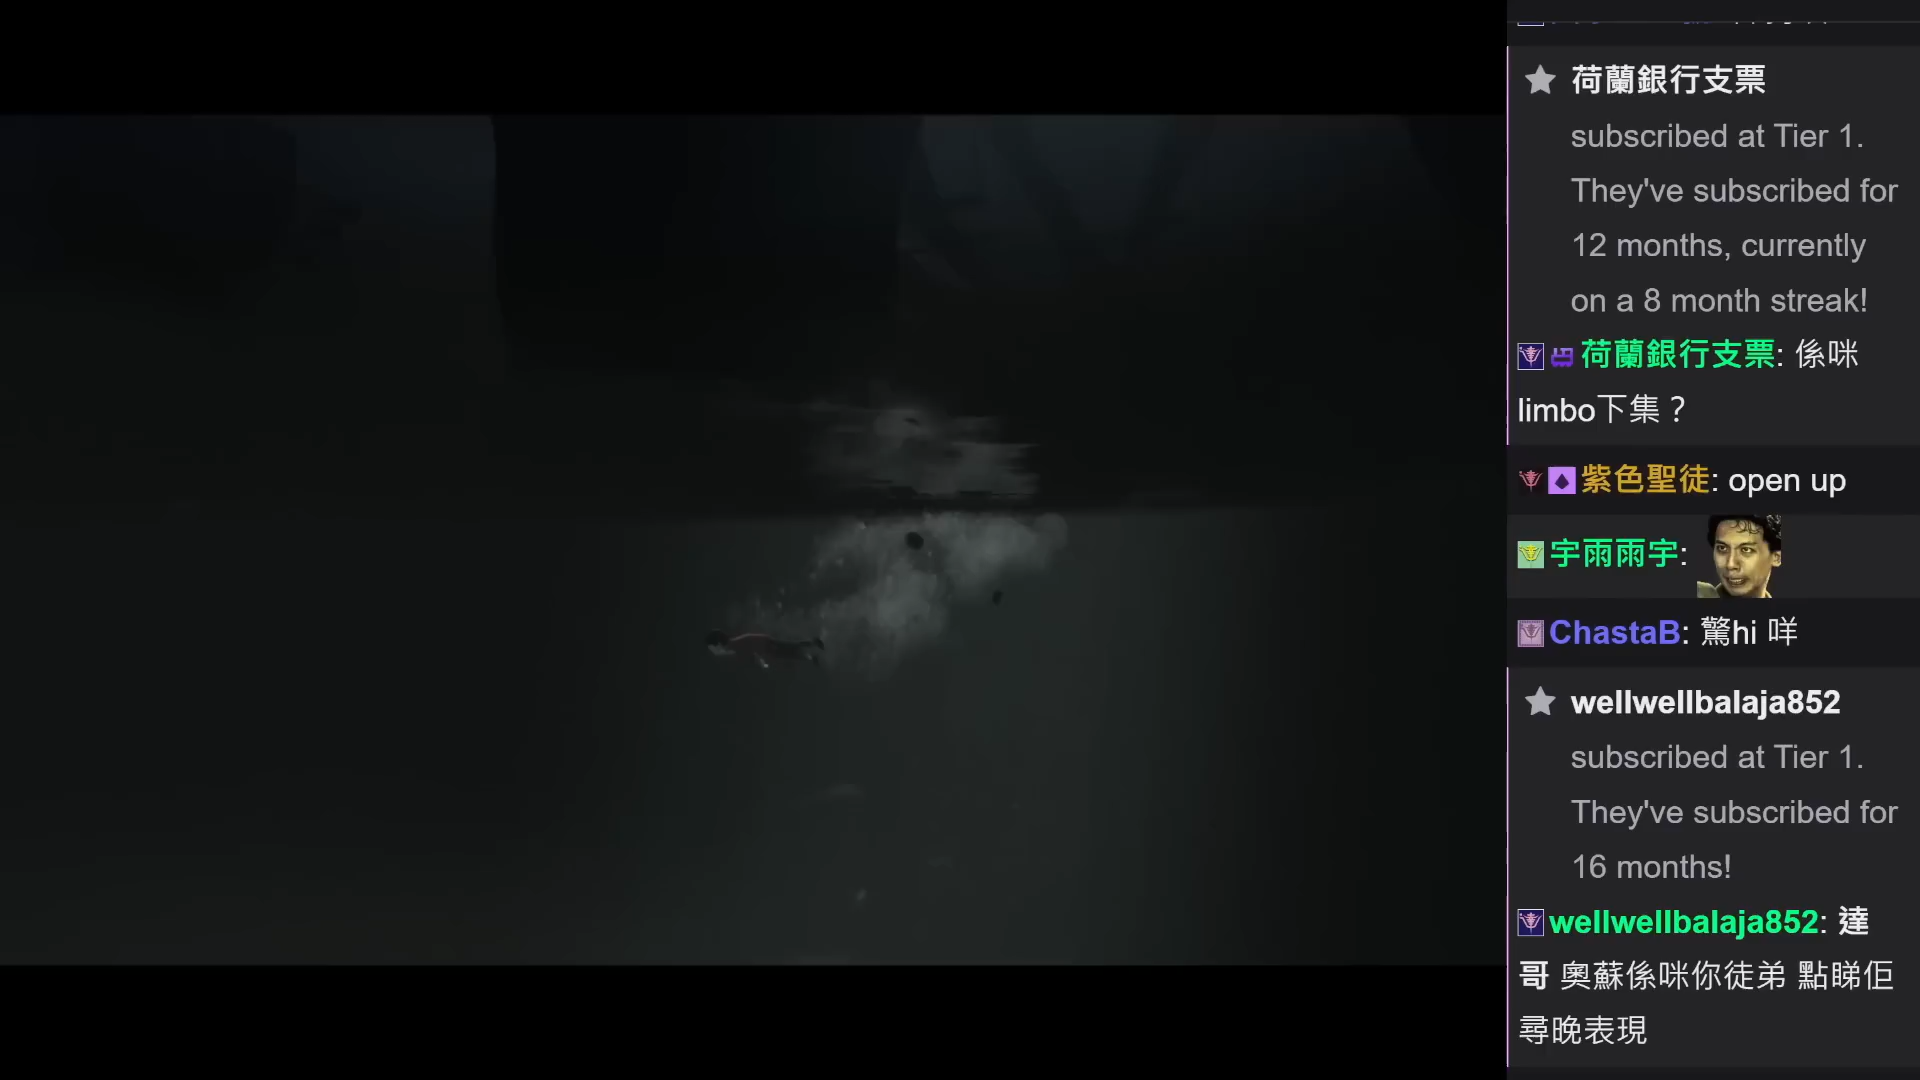 荷蘭銀行支票
subscribed at Tier 1.
They've subscribed for
12 months, currently
on a 8 month streak!
荷蘭銀行支票: 係咪
limbo下集？
紫色聖徒: open up
宇雨雨宇:
ChastaB: 驚hi 咩
wellwellbalaja852
subscribed at Tier 1.
They've subscribed for
16 months!
wellwellbalaja852: 達
哥 奧蘇係咪你徒弟 點睇佢
尋晚表現